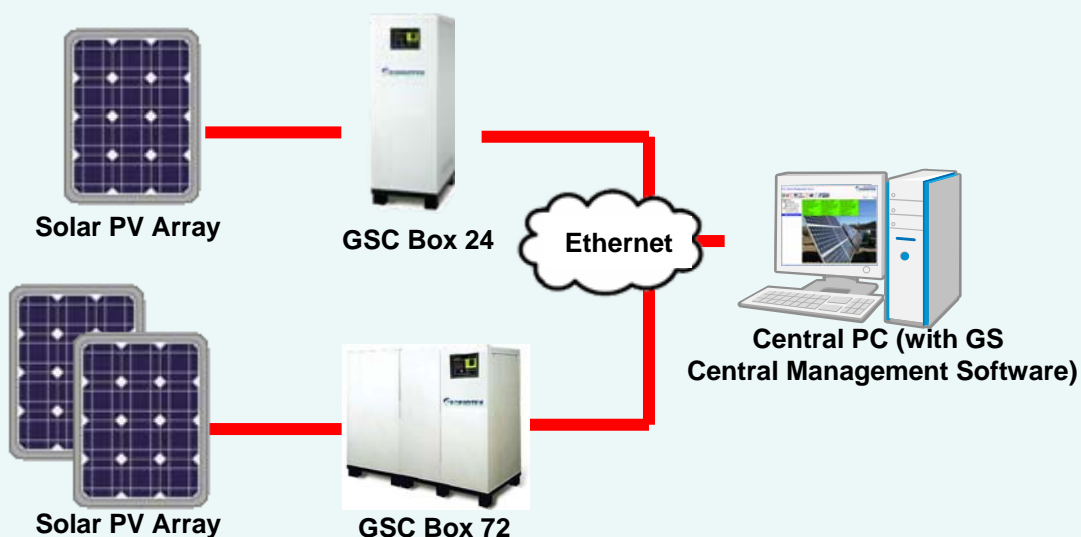 Solar PV Array
GSC Box 24
Ethernet
Central PC (with GS
Central Management Software)
Solar PV Array
GSC Box 72